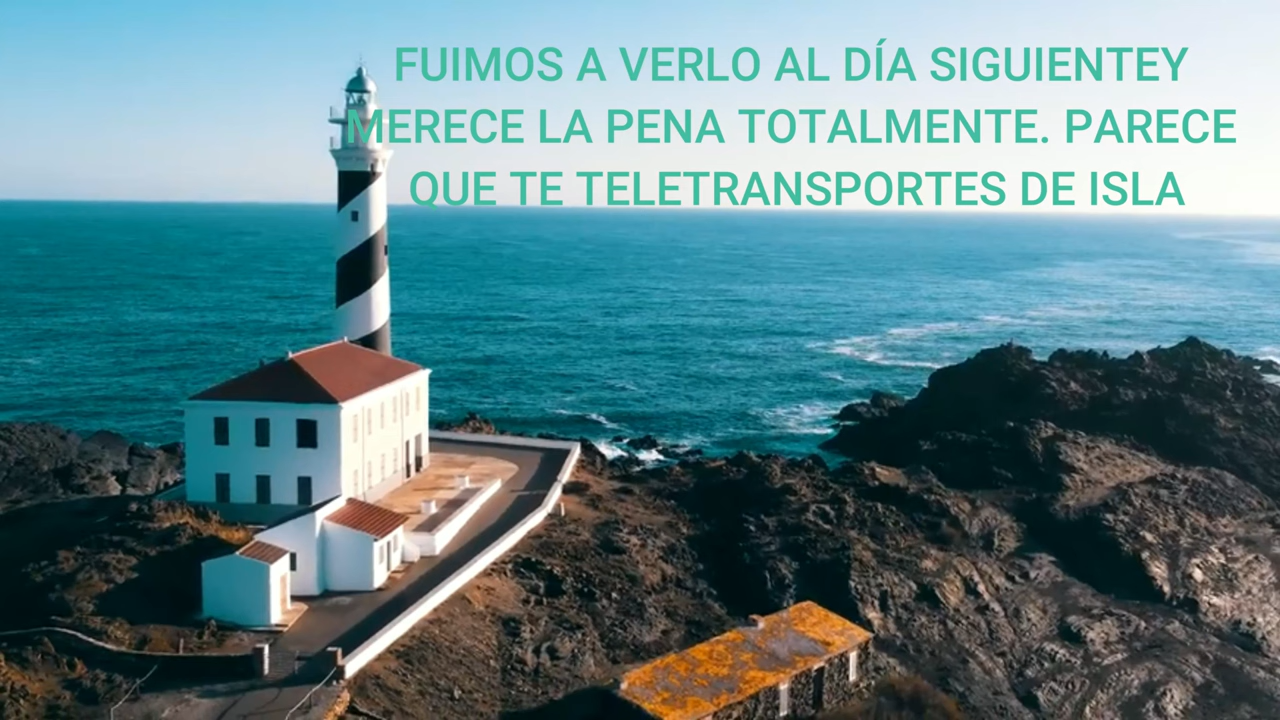 FUIMOS A VERLO AL DÍA SIGUIENTEY
MERECE LA PENA TOTALMENTE. PARECE
QUE TE TELETRANSPORTES DE ISLA